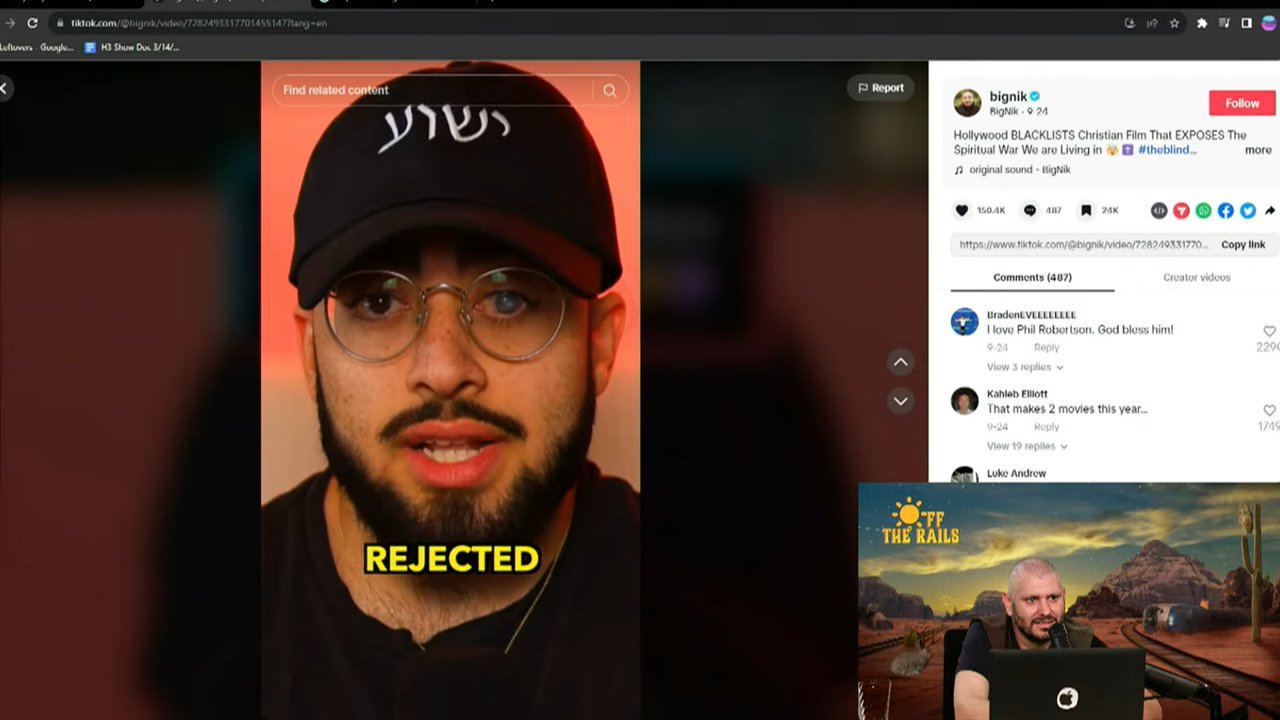 tiktok.com/@bignik/video/7282493317701455147?lang=en
Leftovers - Google...
H3 Show Doc 3/14/...
Find related content
ישוע
Report
REJECTED
bignik
BigNik · 9-24
Follow
Hollywood BLACKLISTS Christian Film That EXPOSES The
Spiritual War We are Living in 🤯 ✝️ #theblind...
more
original sound - BigNik
150.4K
487
24K
https://www.tiktok.com/@bignik/video/728249331770...
Copy link
Comments (487)
Creator videos
BradenEVEEEEEEEE
I love Phil Robertson. God bless him!
9-24
Reply
View 3 replies
Kahleb Elliott
That makes 2 movies this year...
9-24
Reply
1749
View 19 replies
Luke Andrew
OFF
THE RAILS